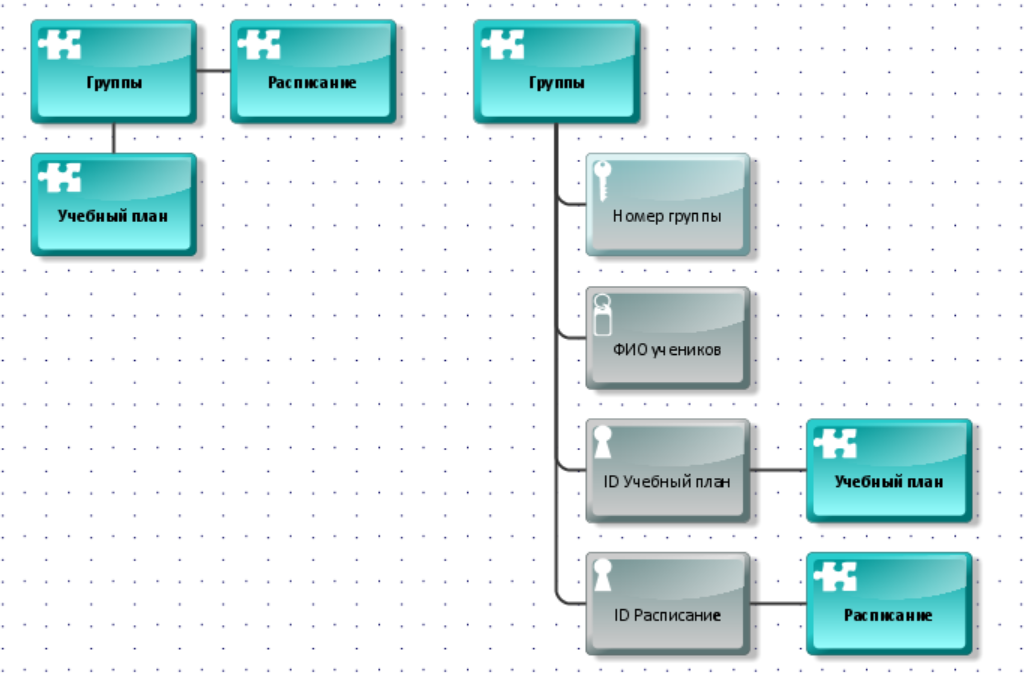 Группы
Расписание
Группы
Учебный план
Номер группы
ФИО учеников
ID Учебный план
Учебный план
ID Расписание
Расписание